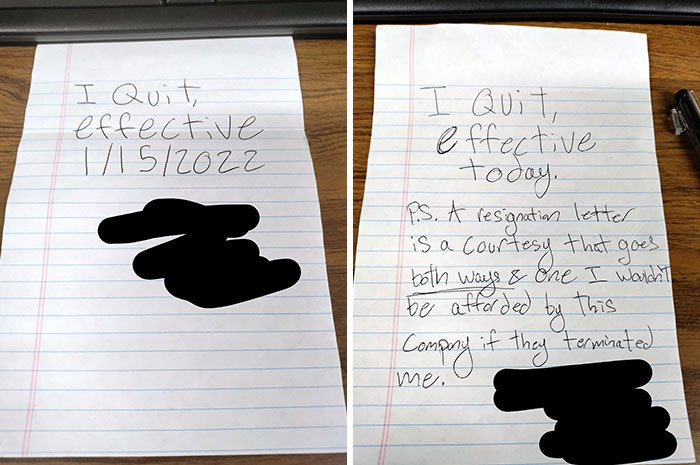 I Quit,
effective
1/15/2022
I Quit,
effective
today.
P.S. A resignation letter
is a courtesy that goes
both ways & one I wouldn't
be afforded by this
Company if they terminated
me.